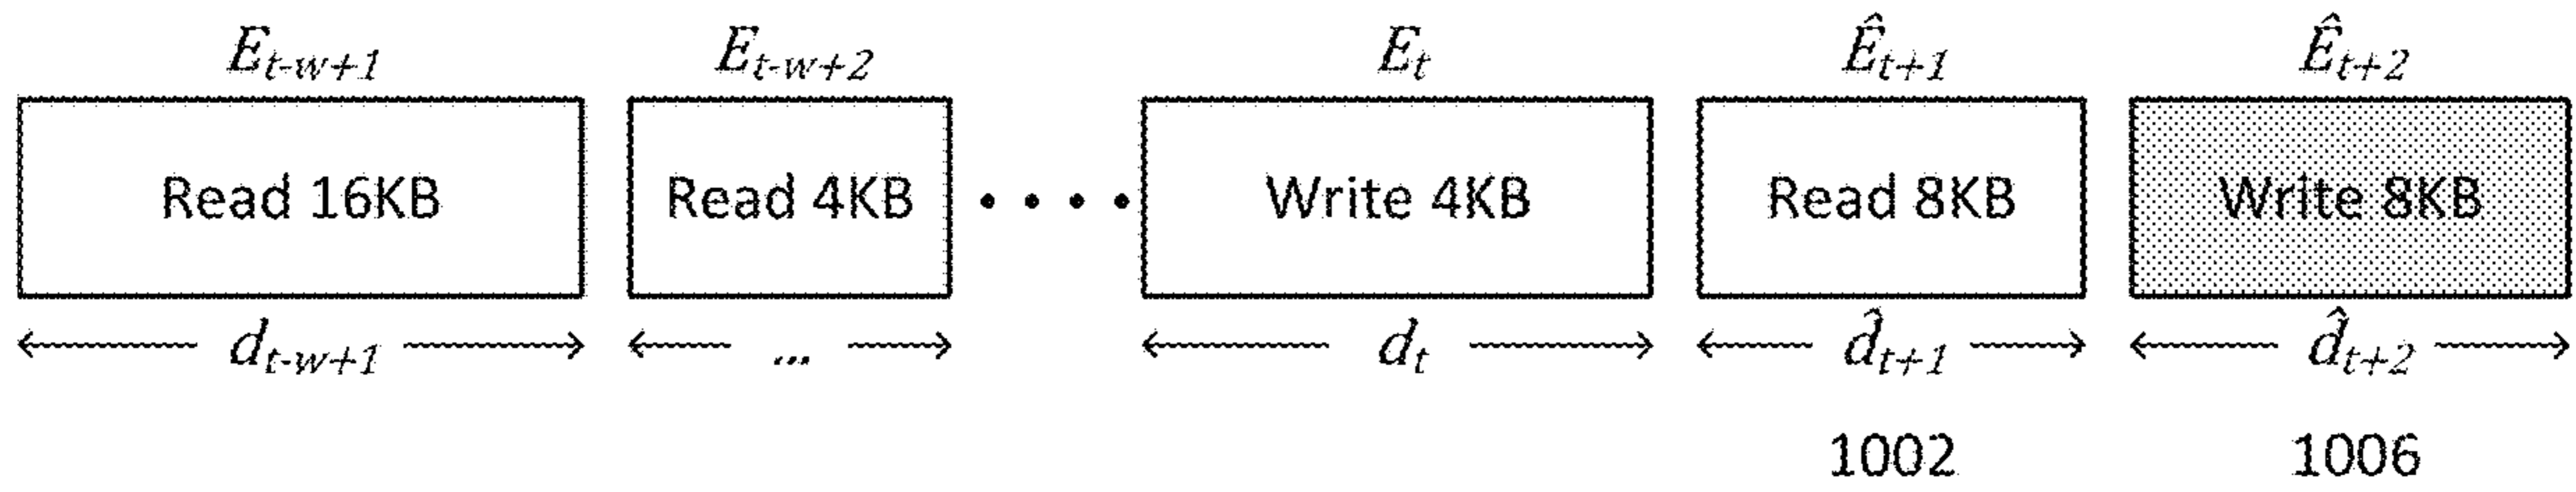 E_{t-w+1} E_{t-w+2} E_t Ê_{t+1} Ê_{t+2}
Read 16KB Read 4KB . . . . Write 4KB Read 8KB Write 8KB
d_{t-w+1} ... d_t d̂_{t+1} d̂_{t+2}
1002 1006